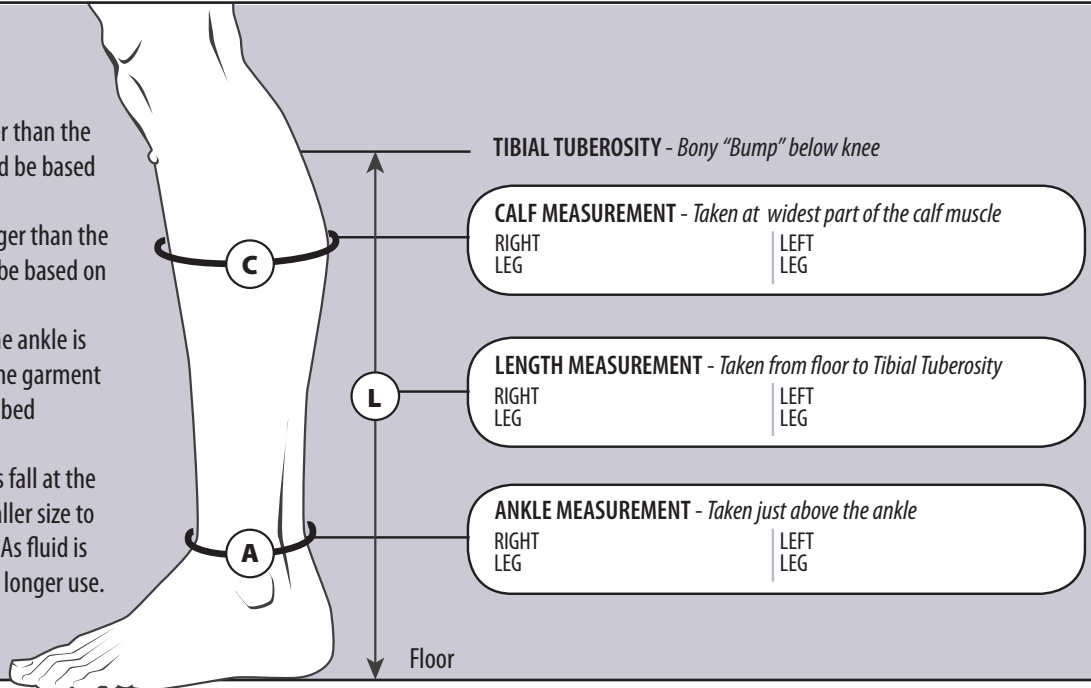 er than the
d be based
ger than the
be based on
ne ankle is
he garment
bed
s fall at the
ller size to
As fluid is
longer use.
TIBIAL TUBEROSITY - Bony “Bump” below knee
CALF MEASUREMENT - Taken at widest part of the calf muscle
RIGHT LEG
LEFT LEG
C
LENGTH MEASUREMENT - Taken from floor to Tibial Tuberosity
RIGHT LEG
LEFT LEG
L
ANKLE MEASUREMENT - Taken just above the ankle
RIGHT LEG
LEFT LEG
A
Floor